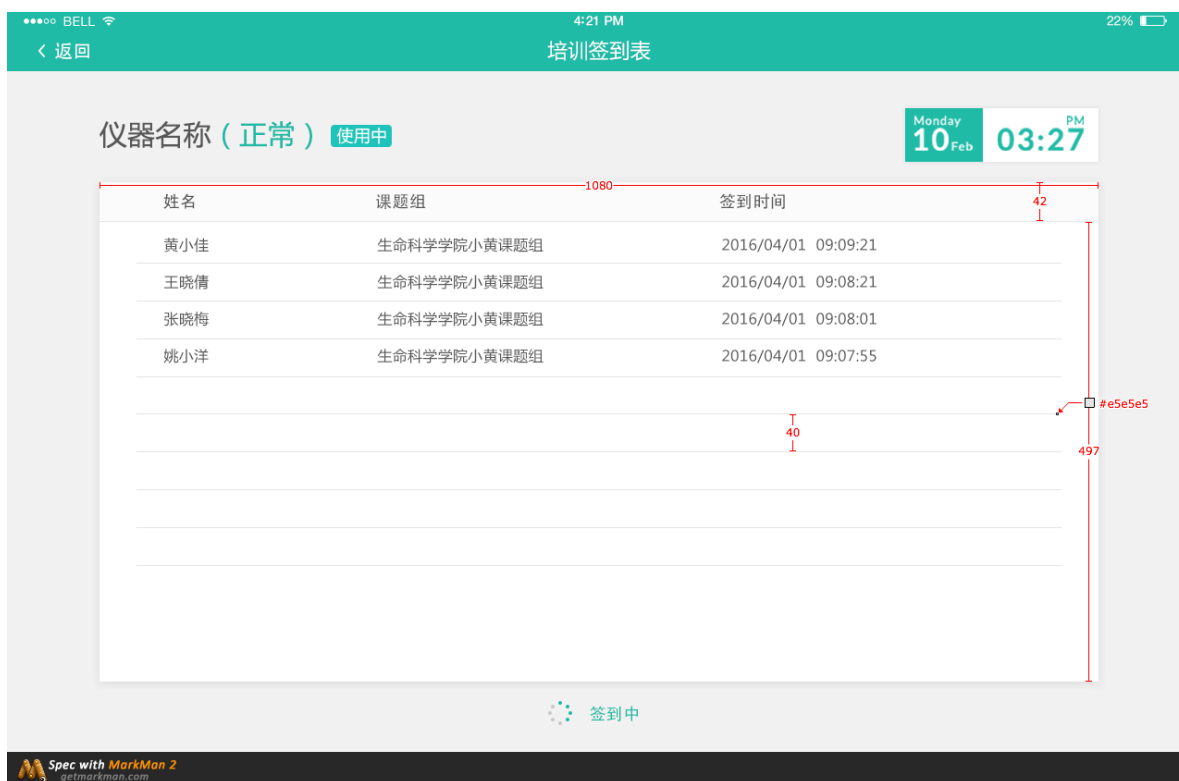 BELL 4:21 PM 22%
返回 培训签到表
仪器名称（正常） 使用中
Monday
10 Feb
PM
03:27
1080
姓名 课题组 签到时间
42
黄小佳 生命科学学院小黄课题组 2016/04/01 09:09:21
王晓倩 生命科学学院小黄课题组 2016/04/01 09:08:21
张晓梅 生命科学学院小黄课题组 2016/04/01 09:08:01
姚小洋 生命科学学院小黄课题组 2016/04/01 09:07:55
#e5e5e5
40
497
签到中
Spec with MarkMan 2
getmarkman.com